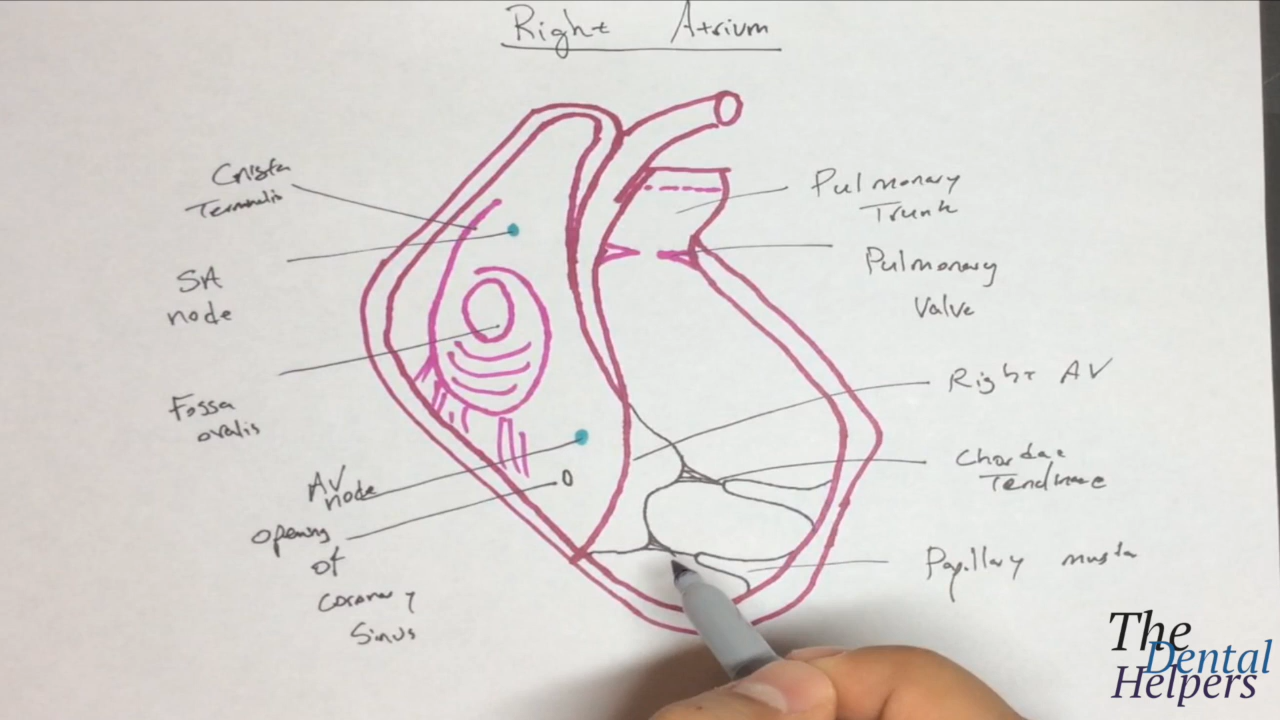 Right Atrium
Crista
Terminalis
SA
node
Fossa
ovalis
AV
node
Opening
of
Coronary
Sinus
Pulmonary
Trunk
Pulmonary
Valve
Right AV
Chordae
Tendineae
Papillary
The
Dental
Helpers